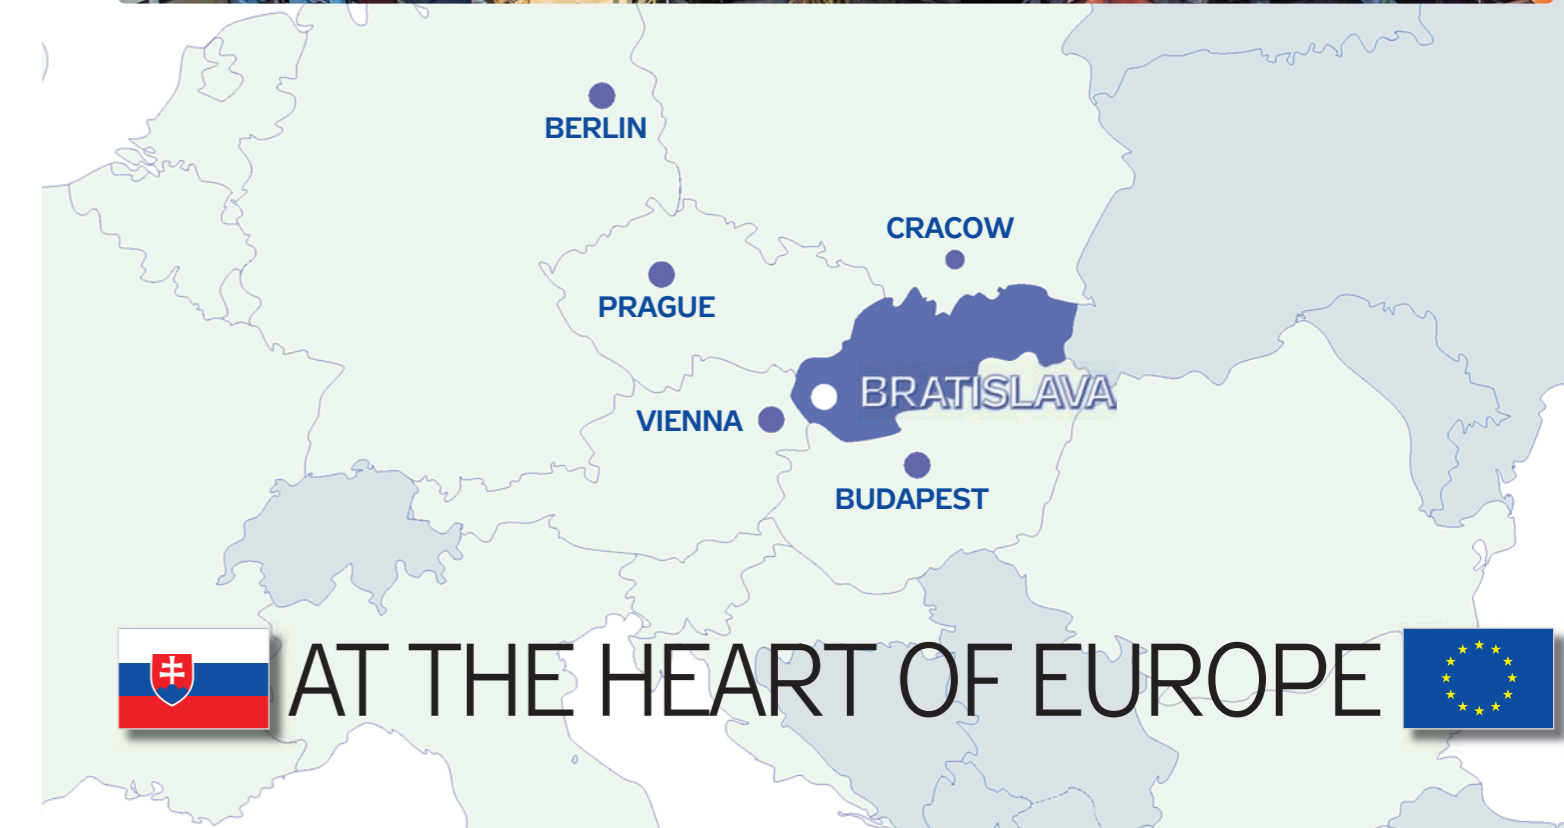 BERLIN
CRACOW
PRAGUE
BRATISLAVA
VIENNA
BUDAPEST
AT THE HEART OF EUROPE